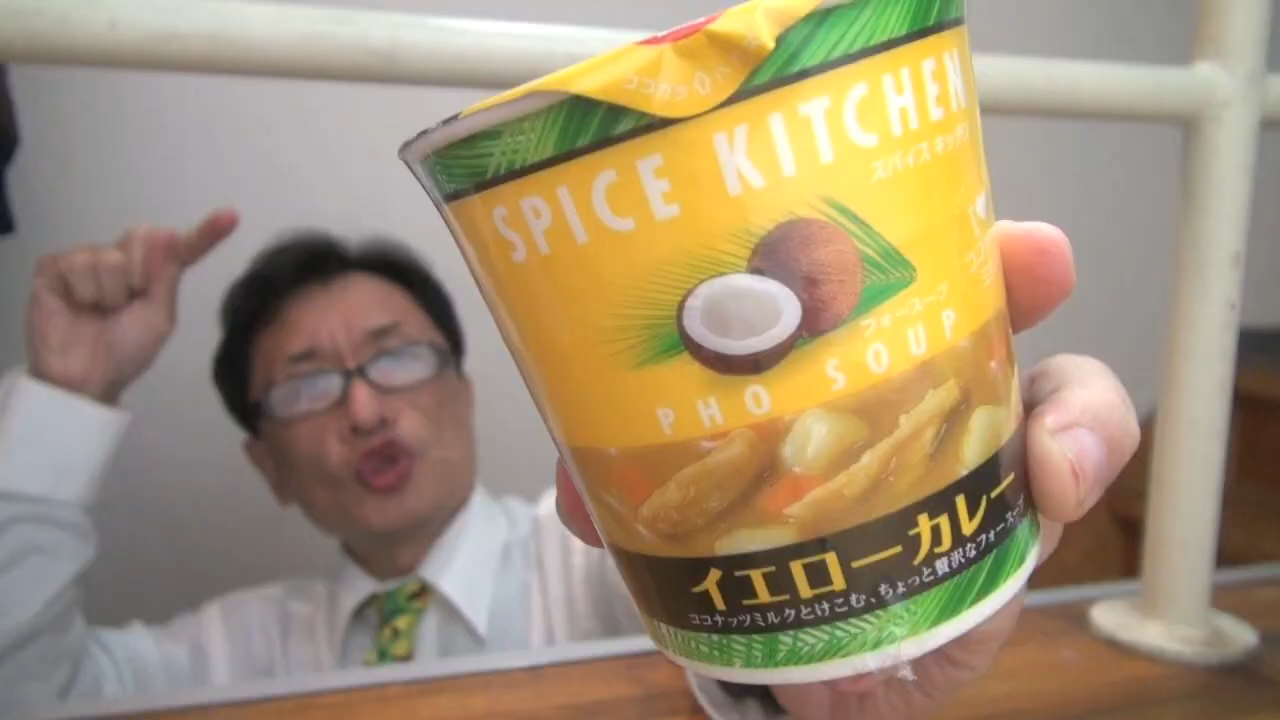 SPICE KITCHEN
スパイスキッチン
フォースープ
PHO SOUP
イエローカレー
ココナッツミルクとけこむ、ちょっと贅沢なフォースープ